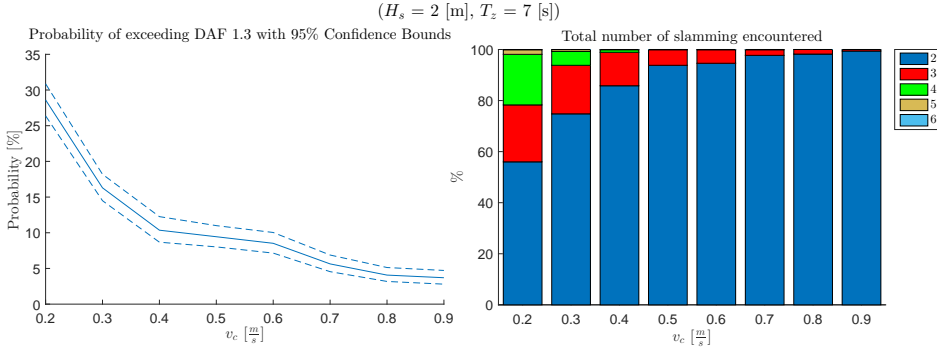 (H_s = 2 [m], T_z = 7 [s])
Probability of exceeding DAF 1.3 with 95% Confidence Bounds
Probability [%]
35
30
25
20
15
10
5
0
0.2 0.3 0.4 0.5 0.6 0.7 0.8 0.9
v_c [m/s]
Total number of slamming encountered
%
100
80
60
40
20
0
0.2 0.3 0.4 0.5 0.6 0.7 0.8 0.9
v_c [m/s]
2
3
4
5
6